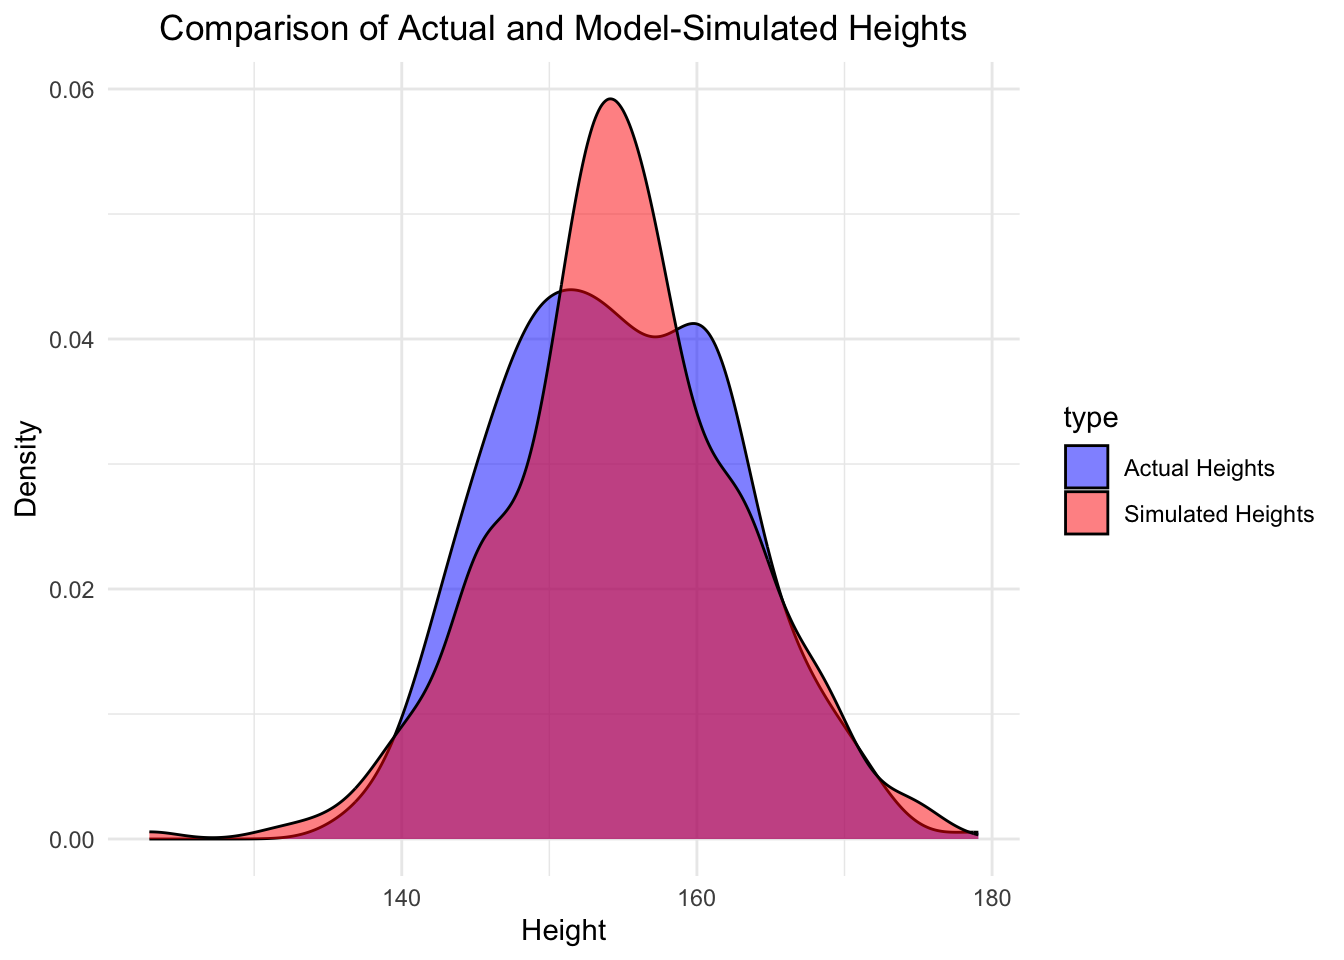 Comparison of Actual and Model-Simulated Heights
0.06
0.04
0.02
0.00
Density
140 160 180
Height
type
Actual Heights
Simulated Heights